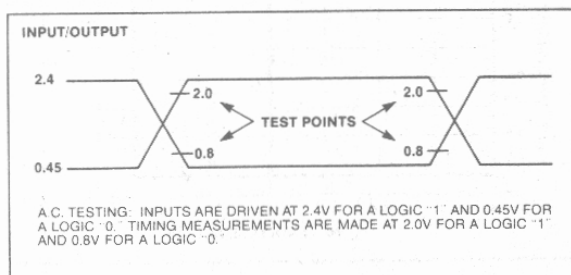 INPUT/OUTPUT
2.4
2.0
2.0
TEST POINTS
0.8
0.8
0.45
A.C. TESTING: INPUTS ARE DRIVEN AT 2.4V FOR A LOGIC "1" AND 0.45V FOR
A LOGIC "0." TIMING MEASUREMENTS ARE MADE AT 2.0V FOR A LOGIC "1"
AND 0.8V FOR A LOGIC "0."